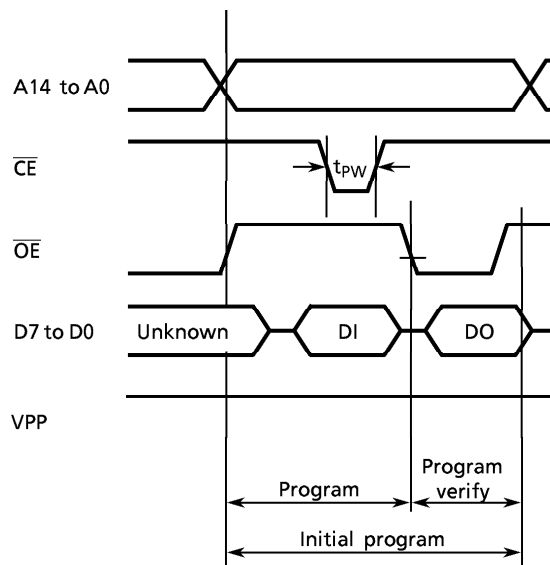 A14 to A0
CE
tPW
OE
D7 to D0
Unknown
DI
DO
VPP
Program
Program
verify
Initial program